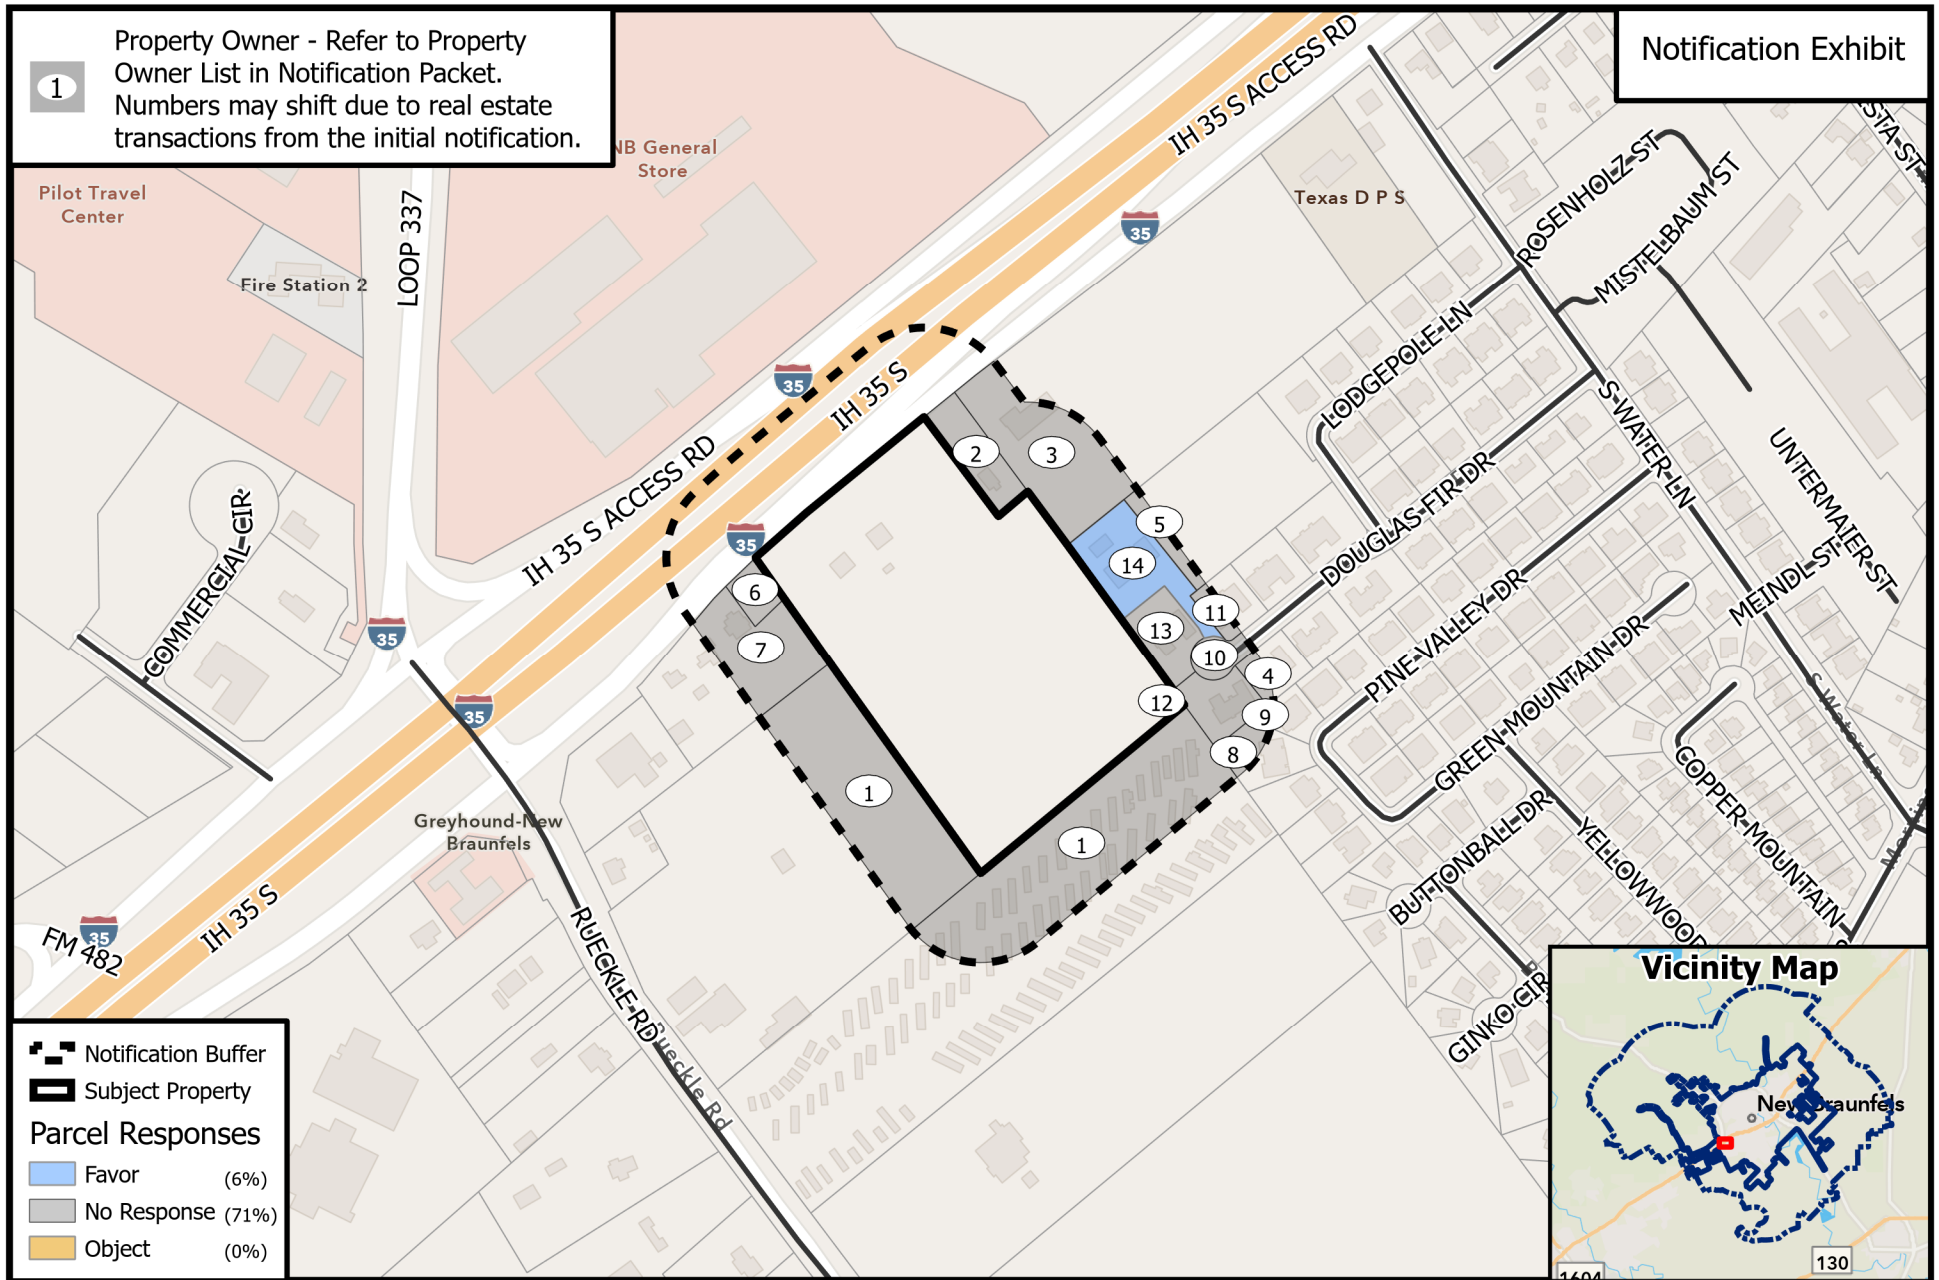 1
Property Owner - Refer to Property
Owner List in Notification Packet.
Numbers may shift due to real estate
transactions from the initial notification.
Notification Exhibit
IH 35 S ACCESS RD
NB General
Store
Pilot Travel
Center
Fire Station 2
LOOP 337
Texas D P S
ROSENHOLZ ST
MISTELBAUM ST
35
35
IH 35 S
LODGEPOLE LN
S WATER LN
IH 35 S ACCESS RD
COMMERCIAL CIR
DOUGLAS FIR DR
UNTERMAIER ST
MEINDL ST
PINE VALLEY DR
GREEN MOUNTAIN DR
2
3
5
14
35
6
11
13
7
10
4
12
9
8
1
1
35
35
S Water Ln
COPPER MOUNTAIN
YELLOWWOOD
BUTTONBALL DR
GINKO CIR
Greyhound-New
Braunfels
IH 35 S
FM 482
35
RUECKLE RD
Rueckle Rd
Notification Buffer
Subject Property
Parcel Responses
Favor (6%)
No Response (71%)
Object (0%)
Vicinity Map
New Braunfels
130
1604